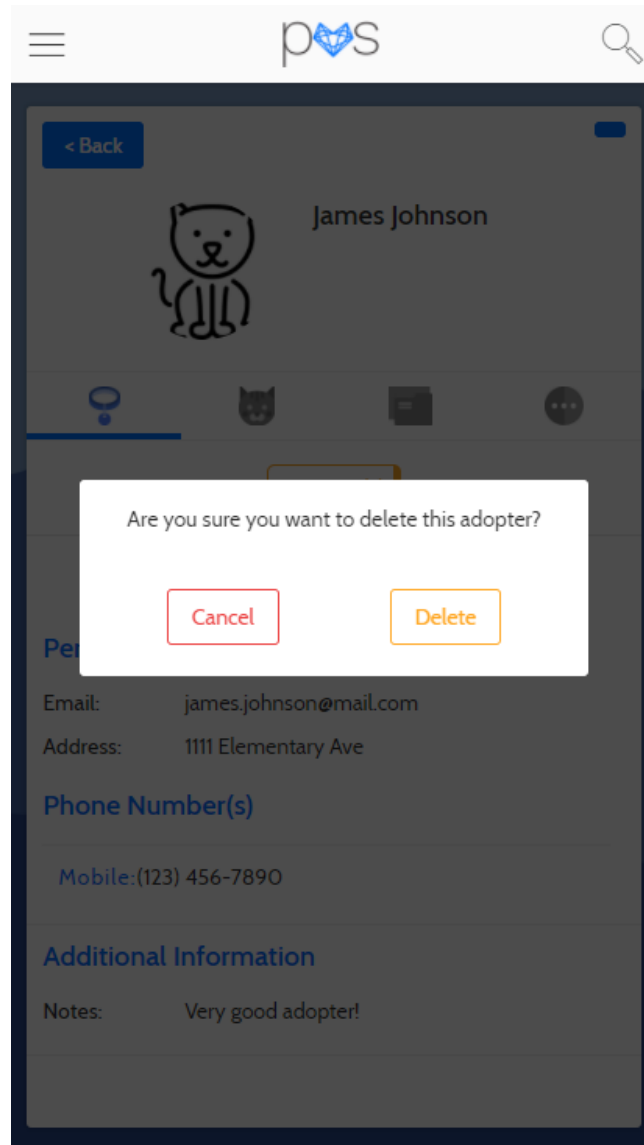 p s
< Back
James Johnson
Are you sure you want to delete this adopter?
Cancel Delete
Per
Email: james.johnson@mail.com
Address: 1111 Elementary Ave
Phone Number(s)
Mobile:(123) 456-7890
Additional Information
Notes: Very good adopter!